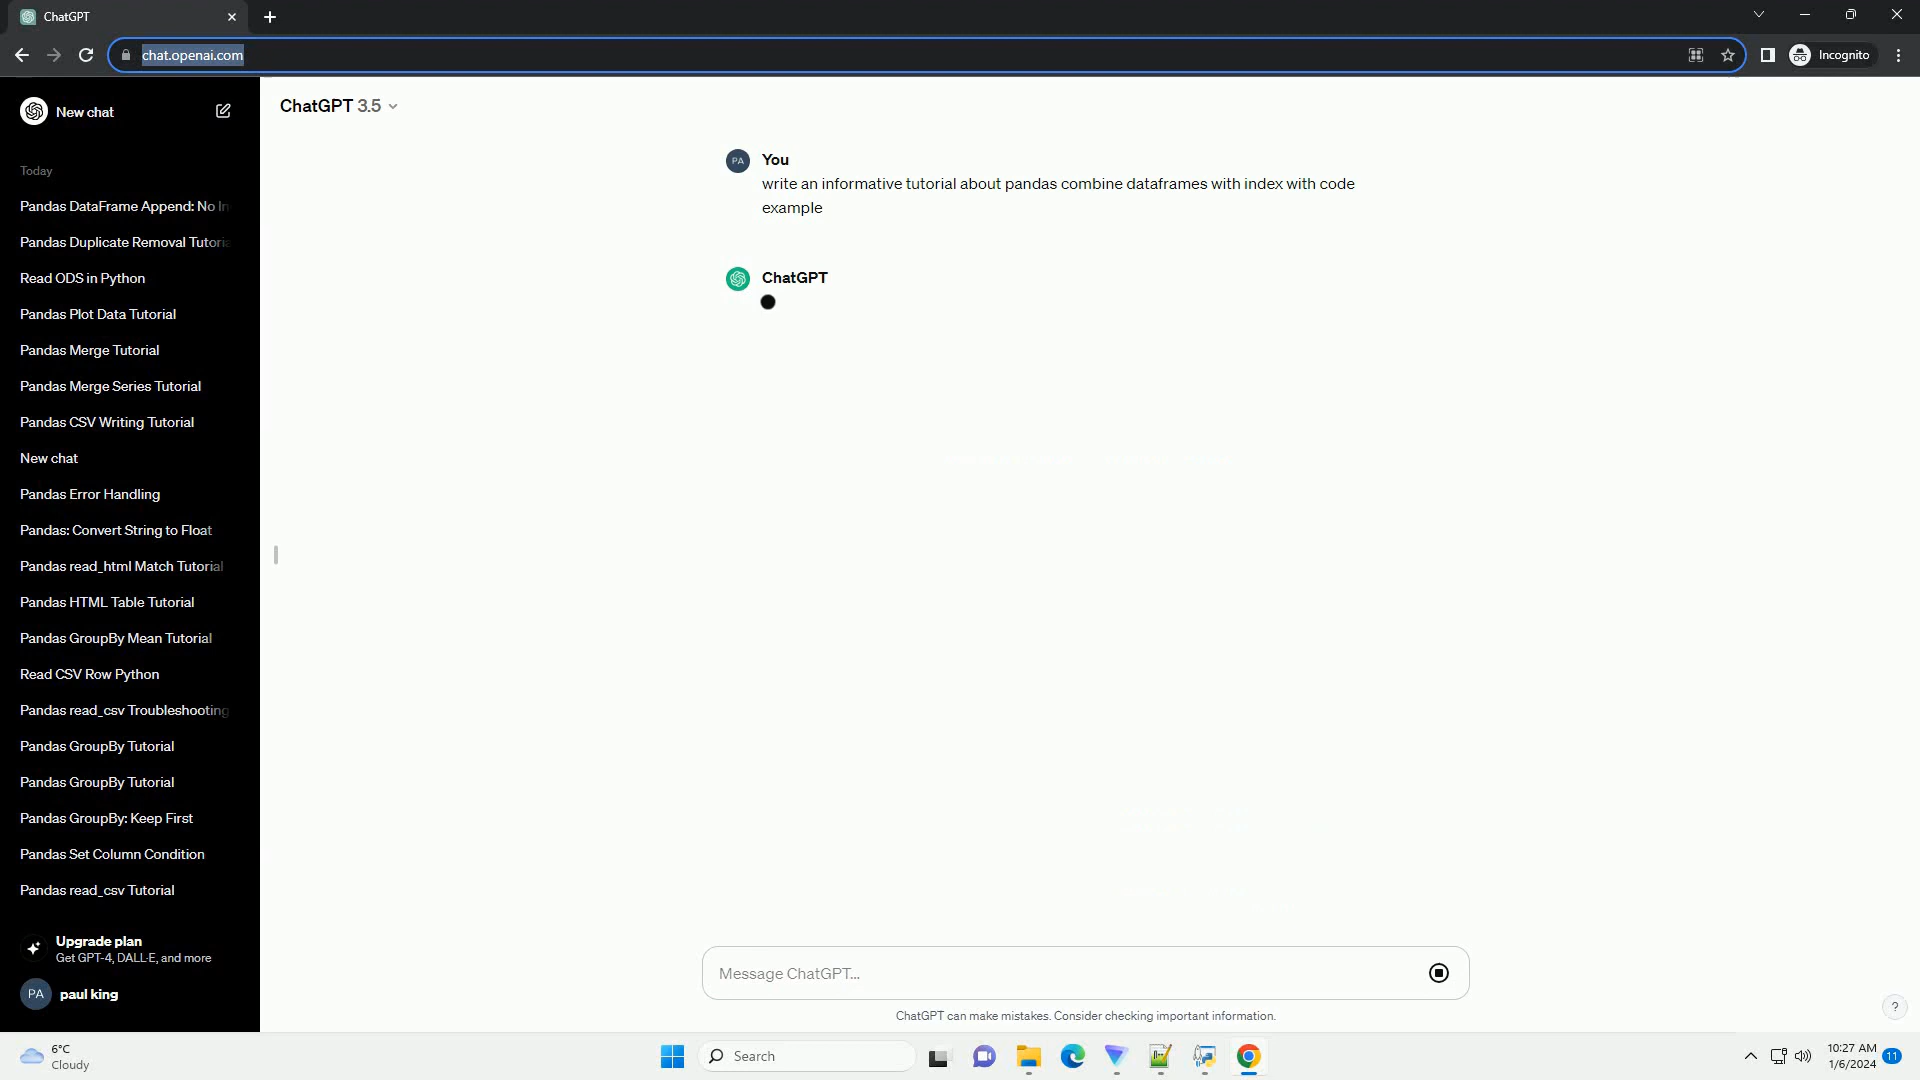 ChatGPT
chat.openai.com
Incognito
New chat
Today
Pandas DataFrame Append: No In
Pandas Duplicate Removal Tutoria
Read ODS in Python
Pandas Plot Data Tutorial
Pandas Merge Tutorial
Pandas Merge Series Tutorial
Pandas CSV Writing Tutorial
New chat
Pandas Error Handling
Pandas: Convert String to Float
Pandas read_html Match Tutorial
Pandas HTML Table Tutorial
Pandas GroupBy Mean Tutorial
Read CSV Row Python
Pandas read_csv Troubleshooting
Pandas GroupBy Tutorial
Pandas GroupBy Tutorial
Pandas GroupBy: Keep First
Pandas Set Column Condition
Pandas read_csv Tutorial
Upgrade plan
Get GPT-4, DALL·E, and more
PA paul king
ChatGPT 3.5
PA You
write an informative tutorial about pandas combine dataframes with index with code
example
ChatGPT
Message ChatGPT...
ChatGPT can make mistakes. Consider checking important information.
?
6°C
Cloudy
Search
10:27 AM
1/6/2024
11